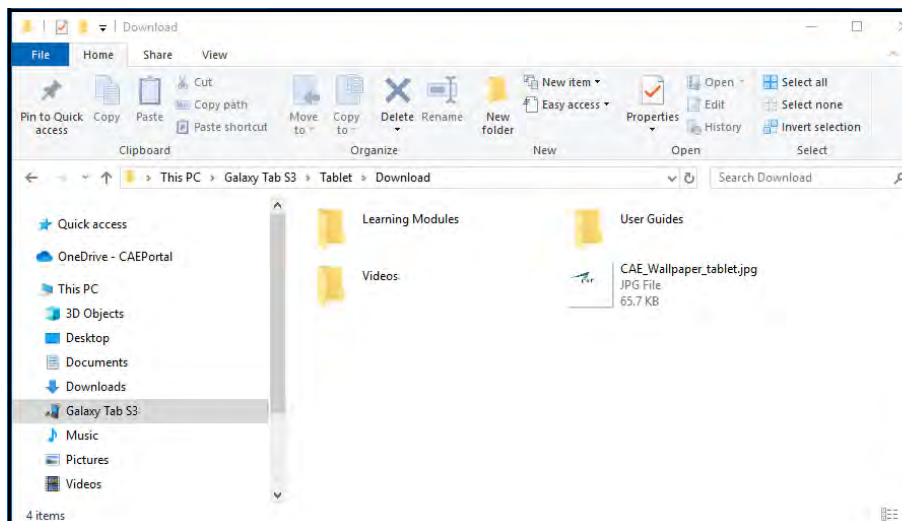 Download
File Home Share View
Pin to Quick access
Copy
Paste
Cut
Copy path
Paste shortcut
Clipboard
Move to
Copy to
Delete
Rename
Organize
New folder
New item
Easy access
New
Properties
Open
Edit
History
Open
Select all
Select none
Invert selection
Select
This PC > Galaxy Tab S3 > Tablet > Download
Search Download
Quick access
OneDrive - CAEPortal
This PC
3D Objects
Desktop
Documents
Downloads
Galaxy Tab S3
Music
Pictures
Videos
Learning Modules
User Guides
Videos
CAE_Wallpaper_tablet.jpg
JPG File
65.7 KB
4 items